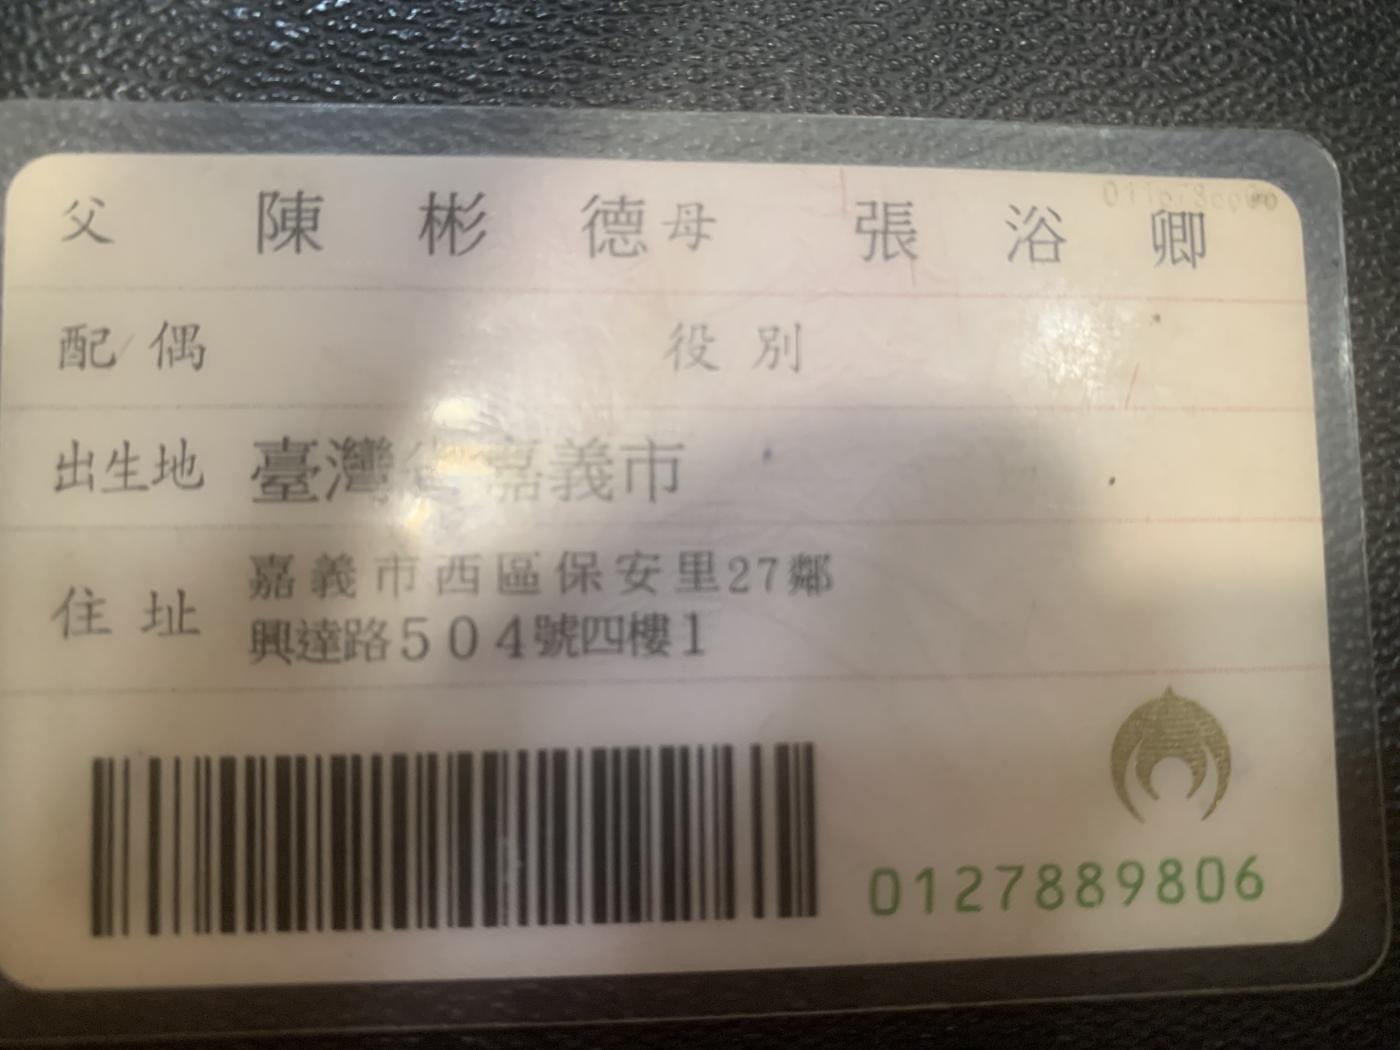 父 陳彬德 母 張浴卿
配偶 役別
出生地 臺灣省嘉義市
住址 嘉義市西區保安里27鄰
興達路504號四樓1
0127889806